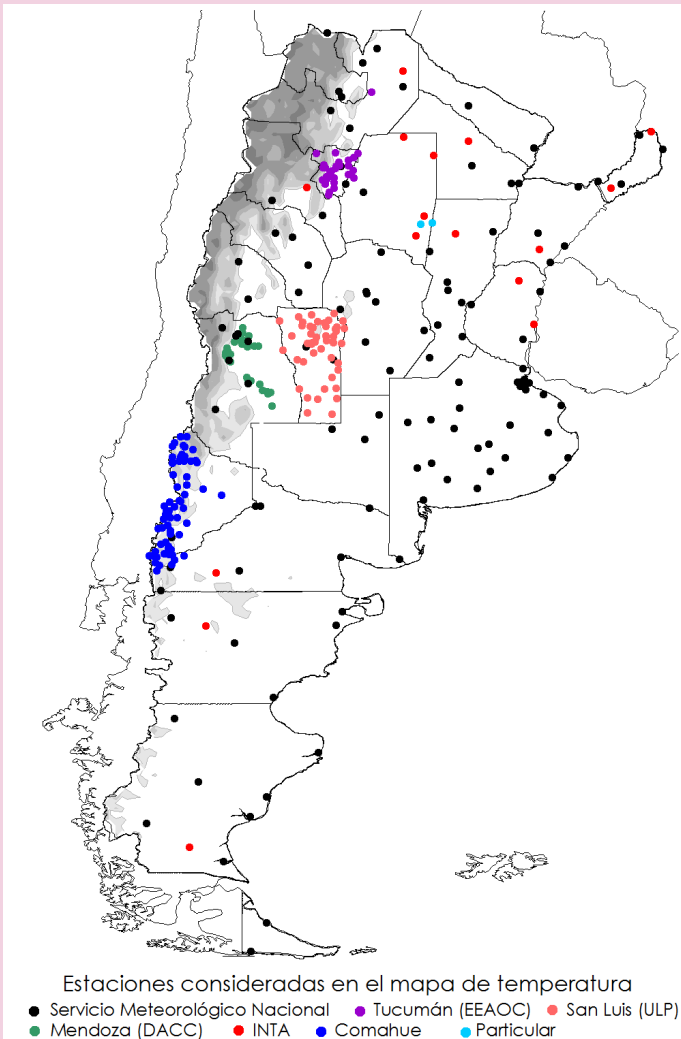 Estaciones consideradas en el mapa de temperatura
Servicio Meteorológico Nacional Tucumán (EEAOC) San Luis (ULP)
Mendoza (DACC) INTA Comahue Particular